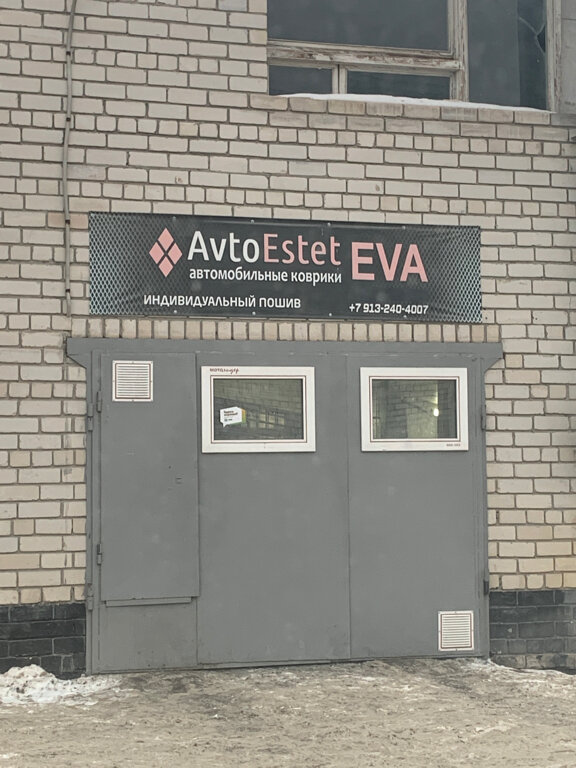 AvtoEstet EVA
автомобильные коврики
ИНДИВИДУАЛЬНЫЙ ПОШИВ
+7 913-240-4007